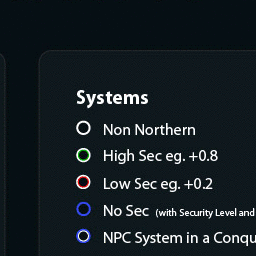 Systems
Non Northern
High Sec eg. +0.8
Low Sec eg. +0.2
No Sec (with Security Level and
NPC System in a Conqu